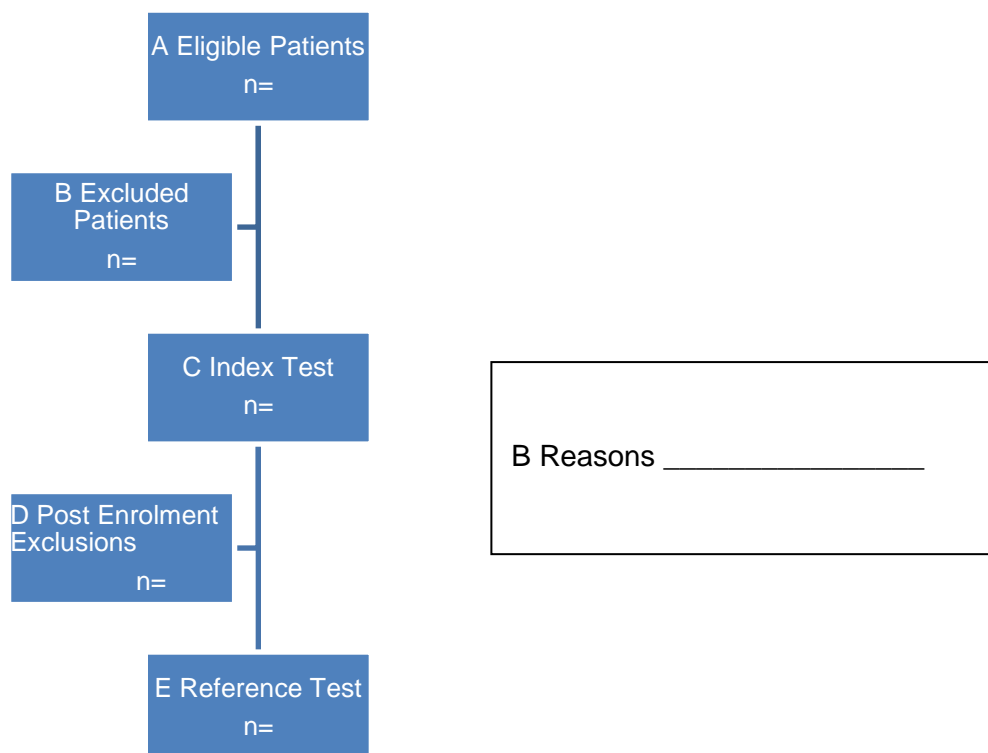 A Eligible Patients
n=
B Excluded
Patients
n=
C Index Test
n=
B Reasons ________________
D Post Enrolment
Exclusions
n=
E Reference Test
n=